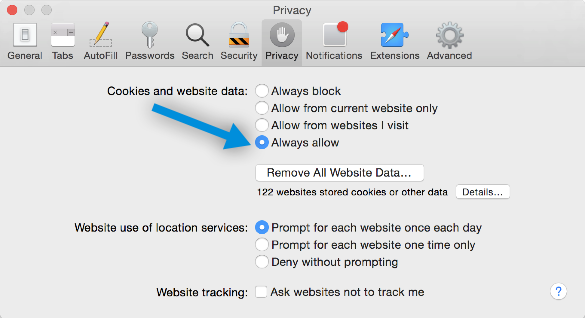 Privacy
General Tabs AutoFill Passwords Search Security Privacy Notifications Extensions Advanced
Cookies and website data: Always block
Allow from current website only
Allow from websites I visit
Always allow
Remove All Website Data...
122 websites stored cookies or other data Details...
Website use of location services: Prompt for each website once each day
Prompt for each website one time only
Deny without prompting
Website tracking: Ask websites not to track me
?